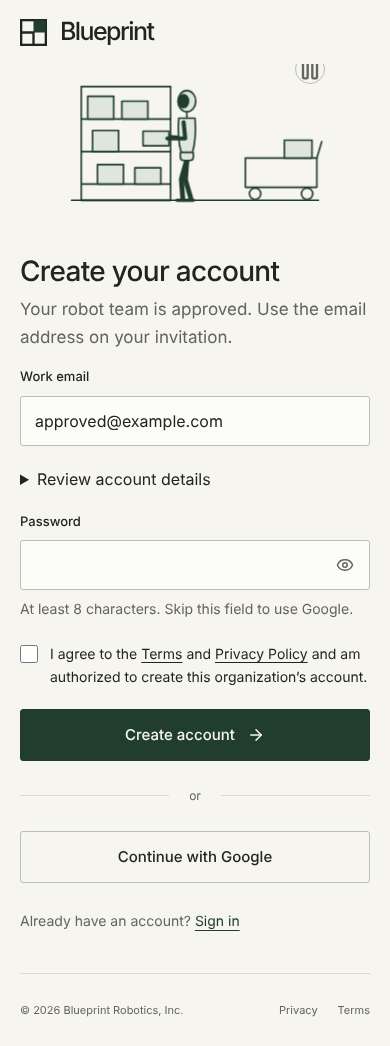 Blueprint
Create your account
Your robot team is approved. Use the email
address on your invitation.
Work email
approved@example.com
Review account details
Password
At least 8 characters. Skip this field to use Google.
I agree to the Terms and Privacy Policy and am
authorized to create this organization’s account.
Create account
or
Continue with Google
Already have an account? Sign in
© 2026 Blueprint Robotics, Inc. Privacy Terms